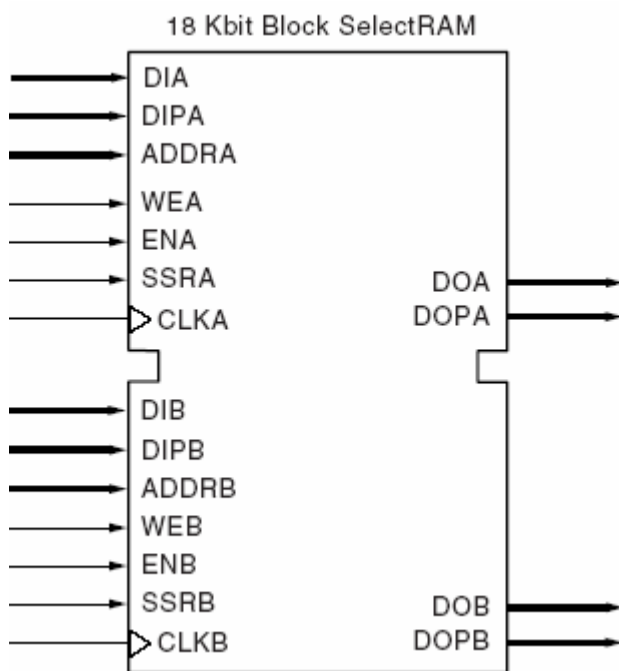 18 Kbit Block SelectRAM
DIA
DIPA
ADDRA
WEA
ENA
SSRA
CLKA
DOA
DOPA
DIB
DIPB
ADDRB
WEB
ENB
SSRB
CLKB
DOB
DOPB